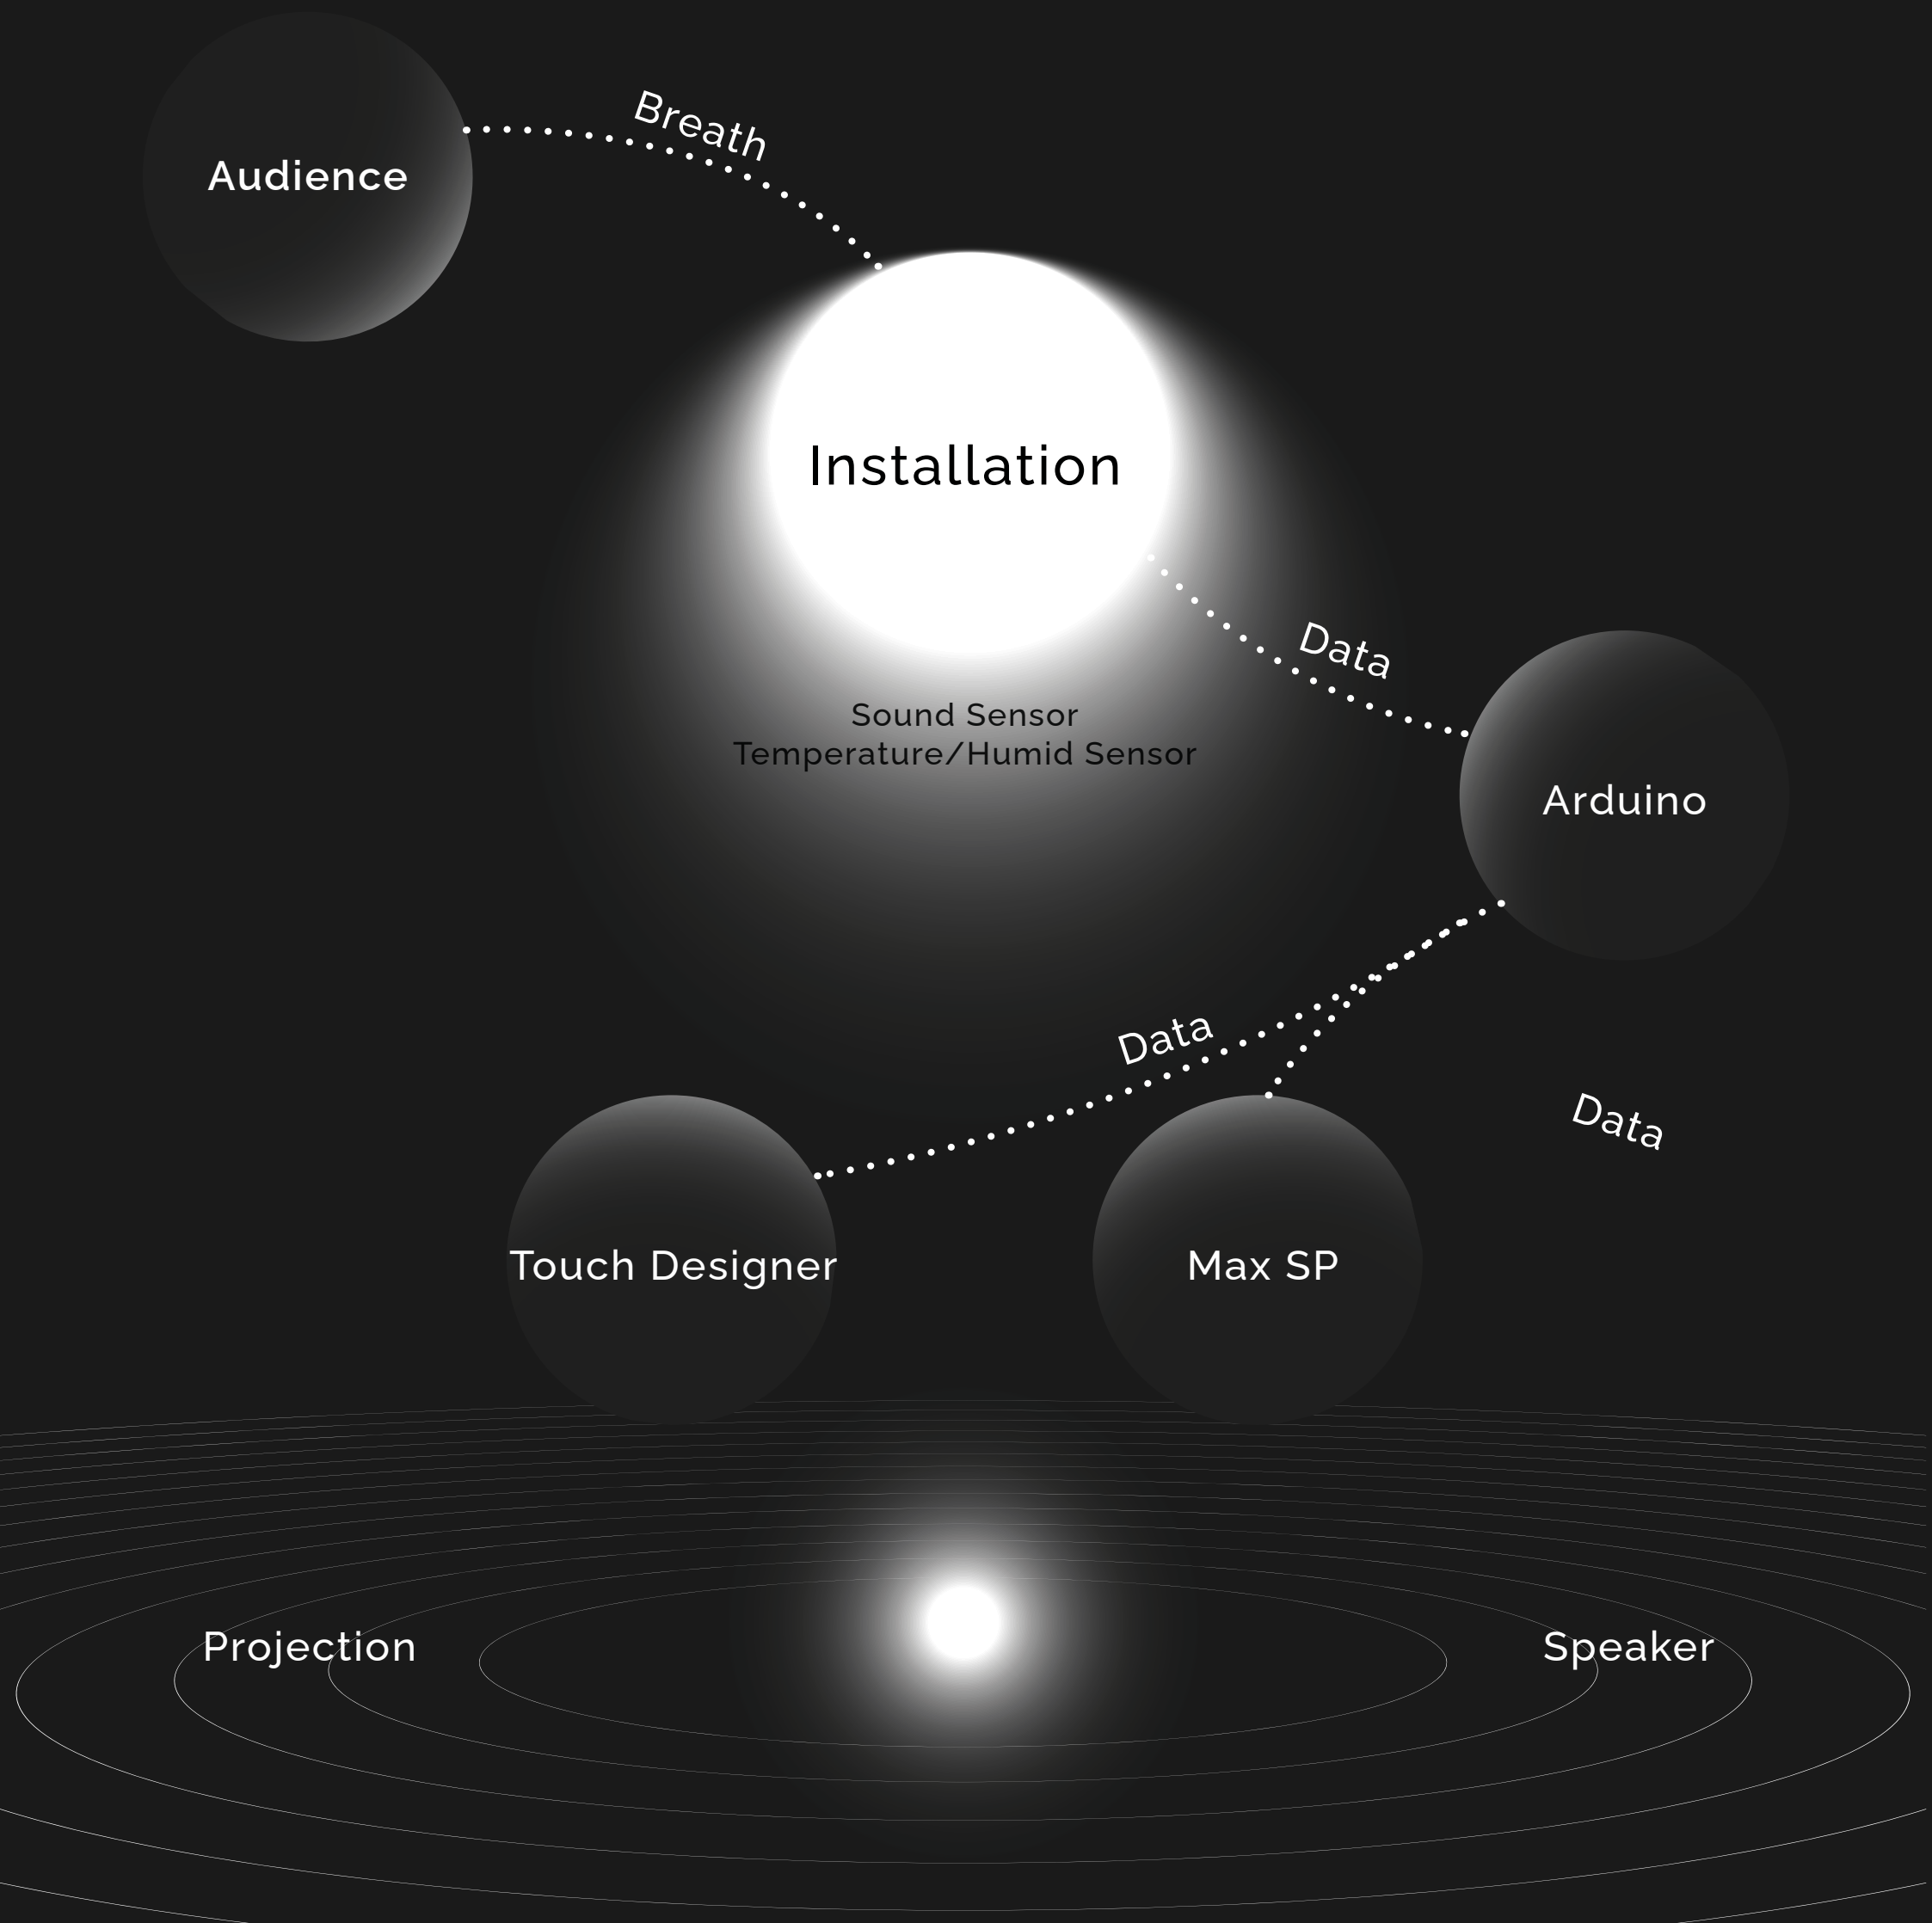 Breath
Audience
Installation
Data
Sound Sensor
Temperature/Humid Sensor
Arduino
Data
Data
Touch Designer
Max SP
Projection
Speaker